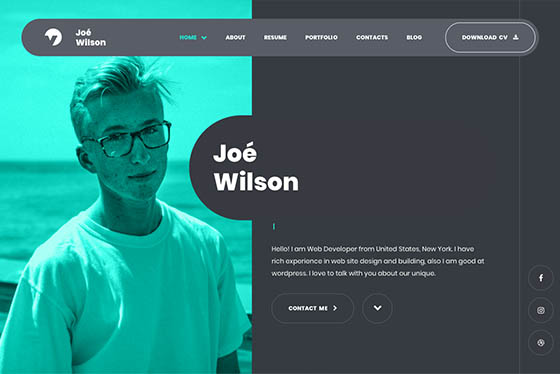 Joé
Wilson
HOME ABOUT RESUME PORTFOLIO CONTACTS BLOG DOWNLOAD CV
Joé
Wilson
Hello! I am Web Developer from United States, New York. I have
rich experience in web site design and building, also I am good at
wordpress. I love to talk with you about our unique.
CONTACT ME